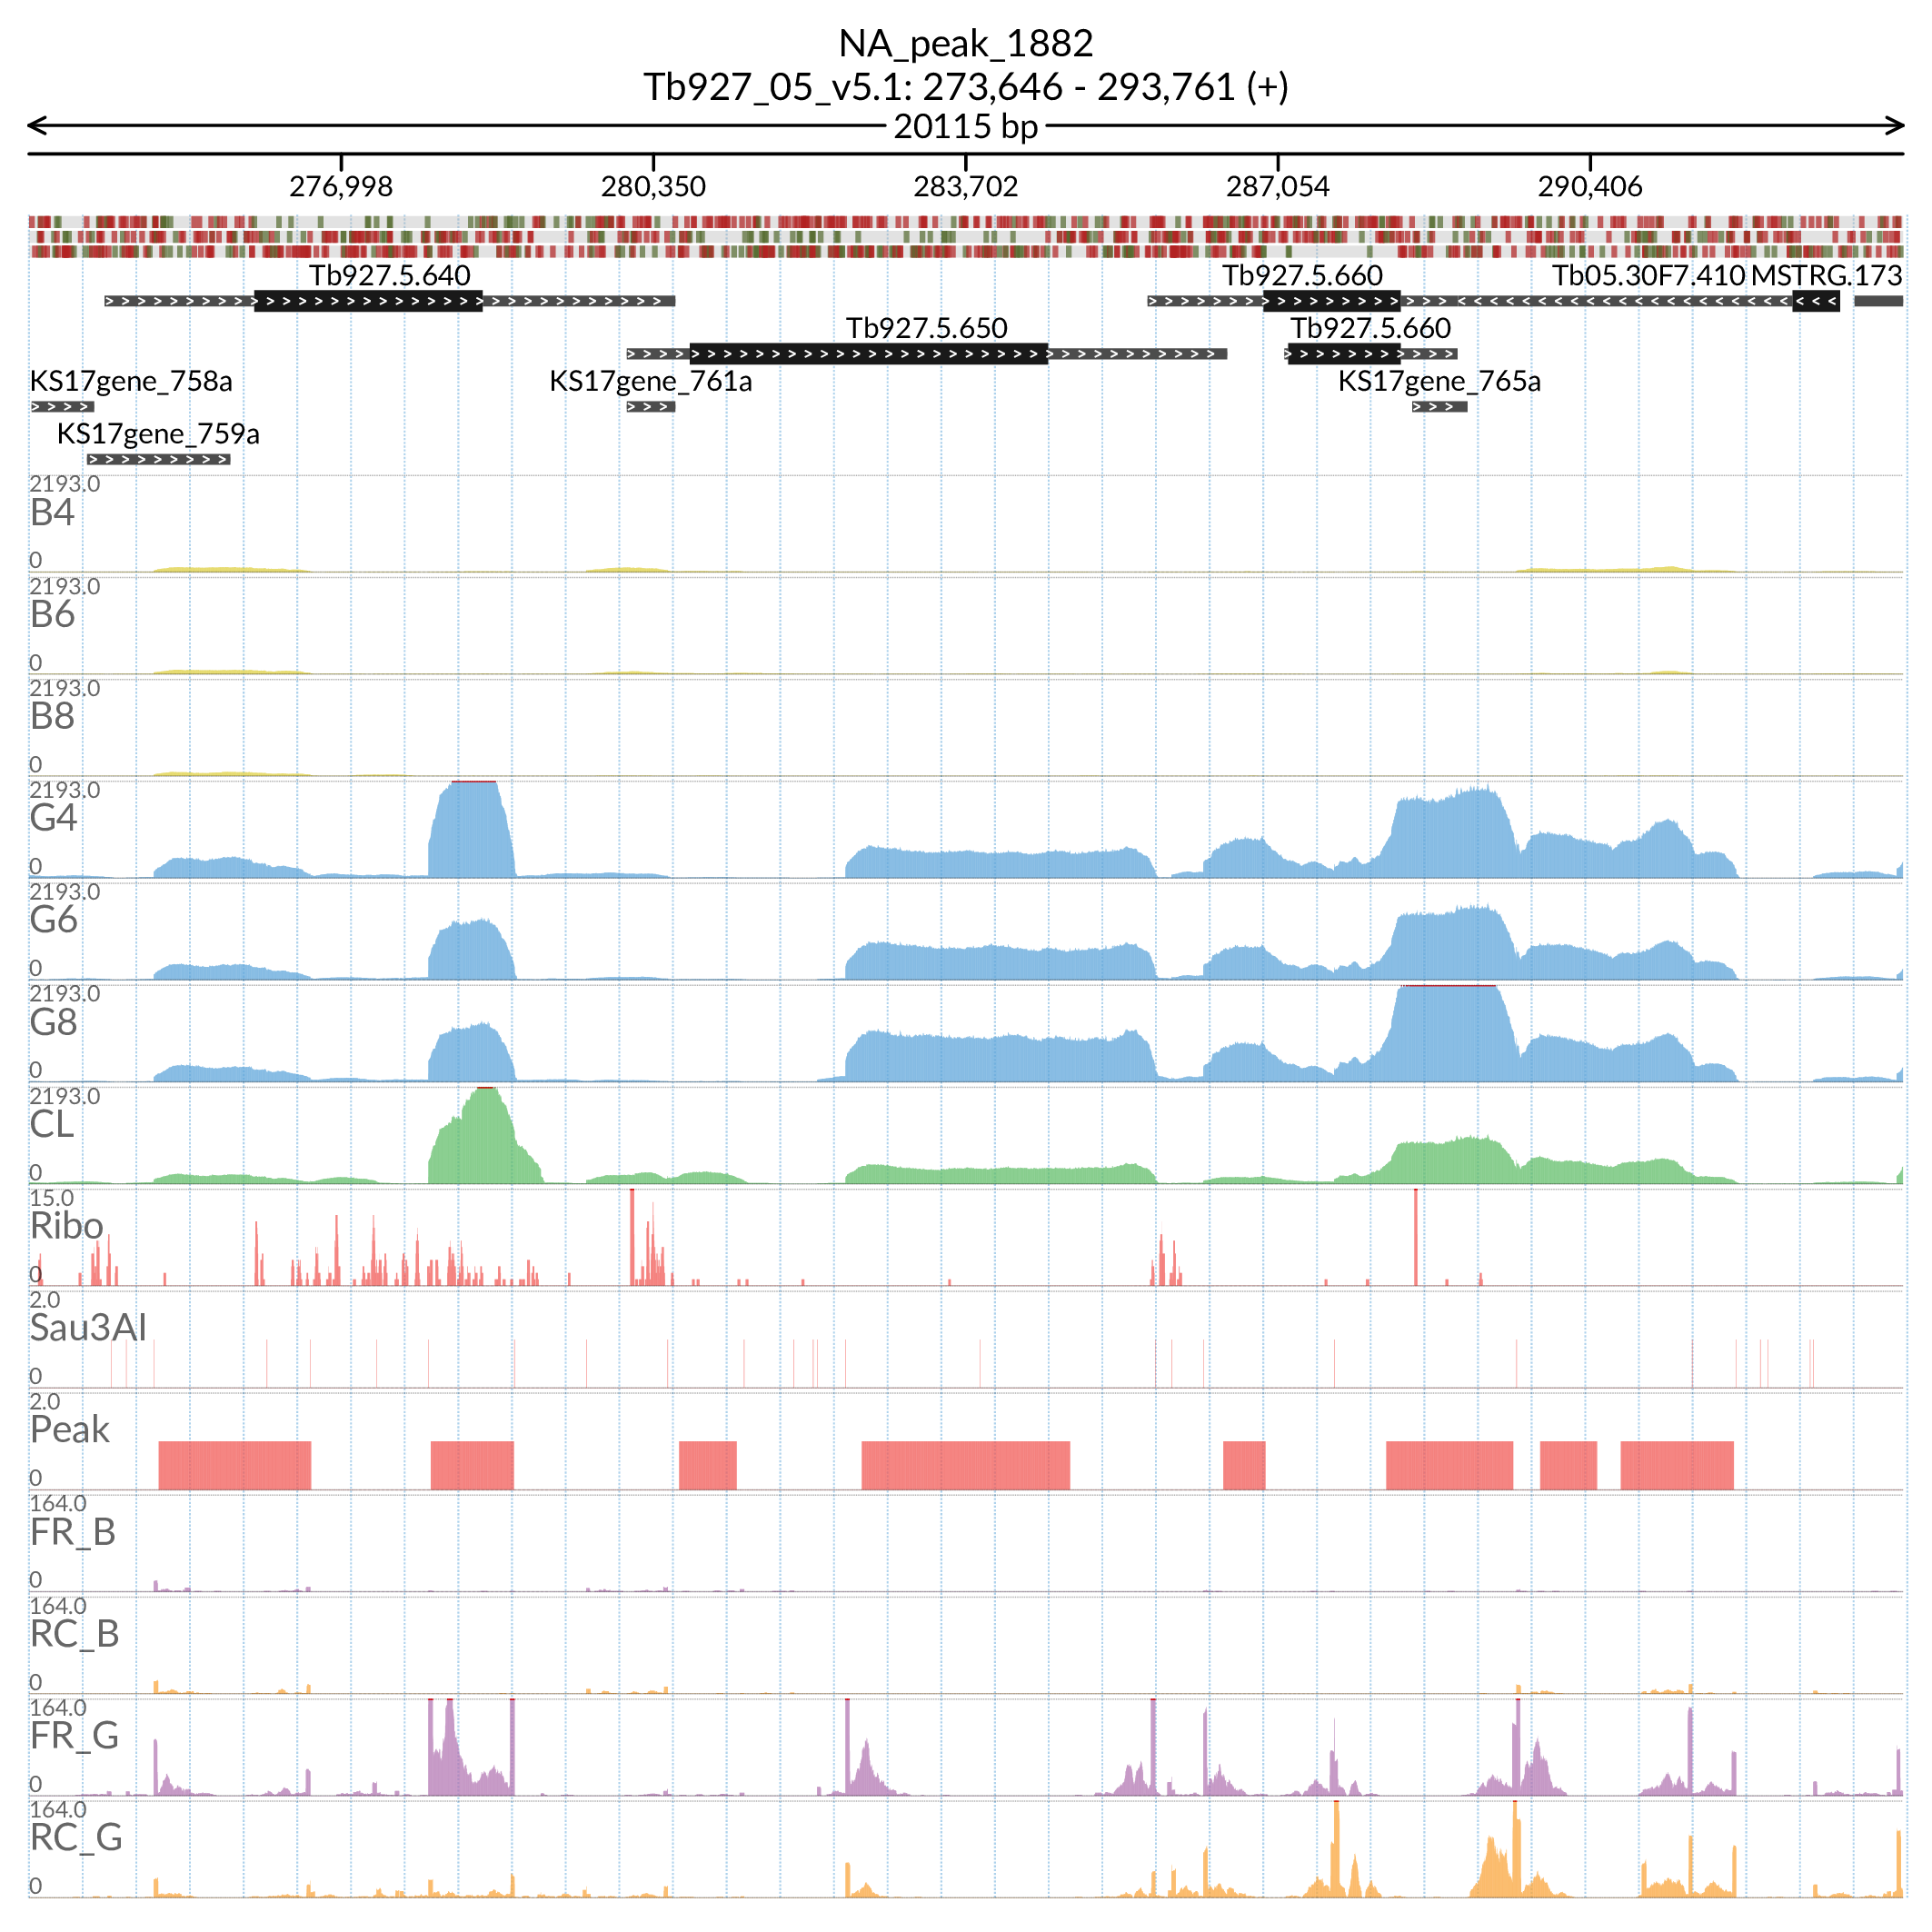 NA_peak_1882
Tb927_05_v5.1: 273,646 - 293,761 (+)
20115 bp
276,998 280,350 283,702 287,054 290,406
Tb927.5.640 Tb927.5.660 Tb05.30F7.410 MSTRG.173
Tb927.5.650 Tb927.5.660
KS17gene_758a KS17gene_761a KS17gene_765a
KS17gene_759a
2193.0
B4
0
2193.0
B6
0
2193.0
B8
0
2193.0
G4
0
2193.0
G6
0
2193.0
G8
0
2193.0
CL
0
15.0
Ribo
0
2.0
Sau3AI
0
2.0
Peak
0
164.0
FR_B
0
164.0
RC_B
0
164.0
FR_G
0
164.0
RC_G
0